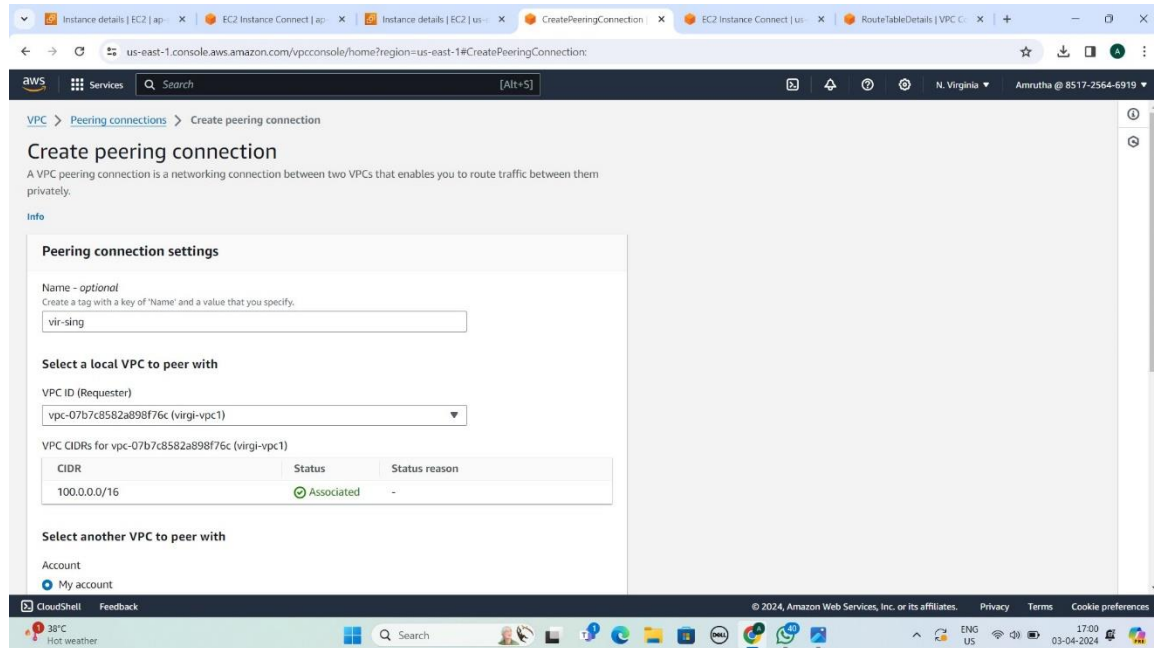 Instance details | EC2 | ap-
EC2 Instance Connect | ap-
Instance details | EC2 | us-
CreatePeeringConnection |
EC2 Instance Connect | us-
RouteTableDetails | VPC C
us-east-1.console.aws.amazon.com/vpcconsole/home?region=us-east-1#CreatePeeringConnection:
A
aws Services Search [Alt+S] N. Virginia ▼ Amrutha @ 8517-2564-6919 ▼
VPC > Peering connections > Create peering connection
Create peering connection
A VPC peering connection is a networking connection between two VPCs that enables you to route traffic between them
privately.
Info
Peering connection settings
Name - optional
Create a tag with a key of 'Name' and a value that you specify.
vir-sing
Select a local VPC to peer with
VPC ID (Requester)
vpc-07b7c8582a898f76c (virgi-vpc1)
VPC CIDRs for vpc-07b7c8582a898f76c (virgi-vpc1)
CIDR Status Status reason
100.0.0.0/16 Associated -
Select another VPC to peer with
Account
My account
CloudShell Feedback © 2024, Amazon Web Services, Inc. or its affiliates. Privacy Terms Cookie preferences
38°C
Hot weather
Search
DELL
40
ENG
US
17:00
03-04-2024